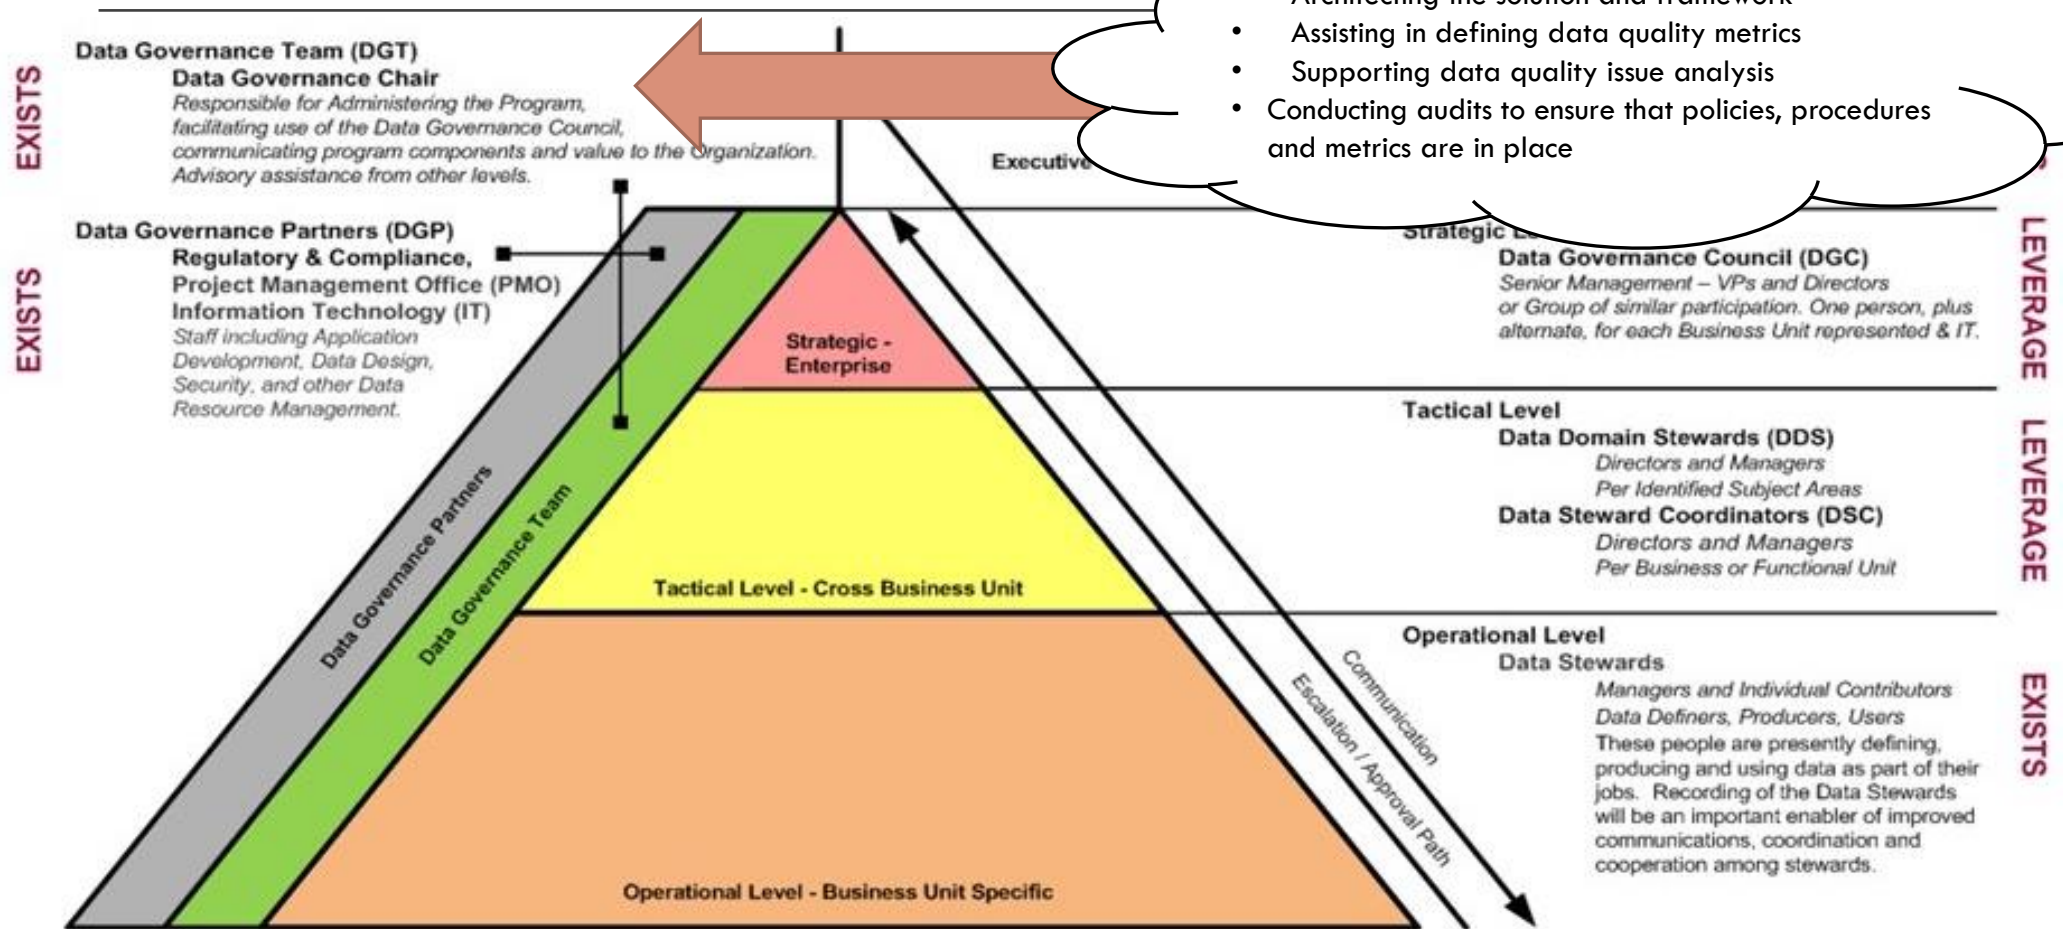 Architecting the solution and framework
• Assisting in defining data quality metrics
• Supporting data quality issue analysis
• Conducting audits to ensure that policies, procedures
and metrics are in place
EXISTS
Data Governance Team (DGT)
Data Governance Chair
Responsible for Administering the Program,
facilitating use of the Data Governance Council,
communicating program components and value to the Organization.
Advisory assistance from other levels.
Executive
EXISTS
Data Governance Partners (DGP)
Regulatory & Compliance,
Project Management Office (PMO)
Information Technology (IT)
Staff including Application
Development, Data Design,
Security, and other Data
Resource Management.
Data Governance Partners
Data Governance Team
Strategic -
Enterprise
Tactical Level - Cross Business Unit
Operational Level - Business Unit Specific
Communication
Escalation / Approval Path
Strategic
Data Governance Council (DGC)
Senior Management – VPs and Directors
or Group of similar participation. One person, plus
alternate, for each Business Unit represented & IT.
LEVERAGE
Tactical Level
Data Domain Stewards (DDS)
Directors and Managers
Per Identified Subject Areas
Data Steward Coordinators (DSC)
Directors and Managers
Per Business or Functional Unit
LEVERAGE
Operational Level
Data Stewards
Managers and Individual Contributors
Data Definers, Producers, Users
These people are presently defining,
producing and using data as part of their
jobs. Recording of the Data Stewards
will be an important enabler of improved
communications, coordination and
cooperation among stewards.
EXISTS